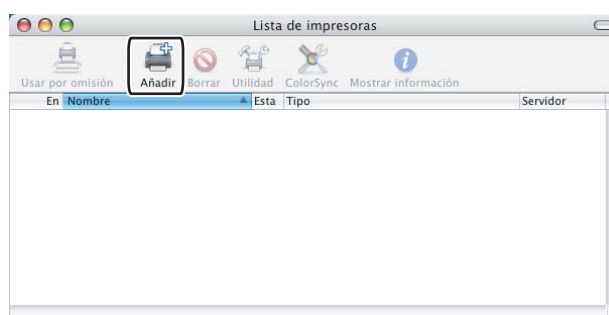 Lista de impresoras
Usar por omisión Añadir Borrar Utilidad ColorSync Mostrar información
En Nombre Esta Tipo Servidor